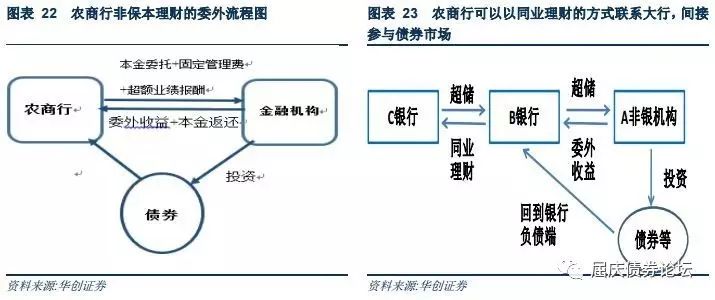 图表 22 农商行非保本理财的委外流程图
本金委托+固定管理费
+超额业绩报酬
农商行
金融机构
委外收益+本金返还
投资
债券
资料来源:华创证券
图表 23 农商行可以以同业理财的方式联系大行，间接
参与债券市场
超储
超储
C银行
B银行
A非银机构
同业
理财
委外
收益
投资
回到银行
负债端
债券等
资料来源:华创证券
屈庆债券论坛